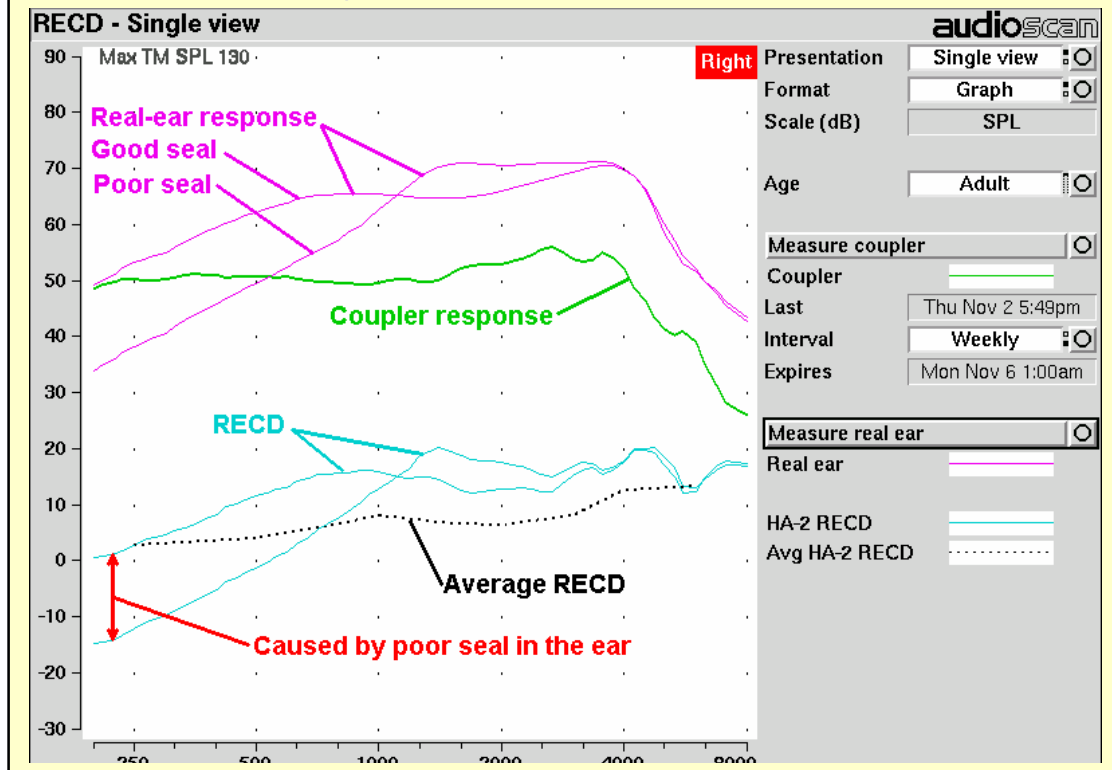 RECD - Single view
audioscan
Max TM SPL 130
Right
90
80
70
60
50
40
30
20
10
0
-10
-20
-30
Real-ear response
Good seal
Poor seal
Coupler response
RECD
Average RECD
Caused by poor seal in the ear
250
500
1000
2000
4000
8000
Presentation Single view
Format Graph
Scale (dB) SPL
Age Adult
Measure coupler
Coupler
Last Thu Nov 2 5:49pm
Interval Weekly
Expires Mon Nov 6 1:00am
Measure real ear
Real ear
HA-2 RECD
Avg HA-2 RECD